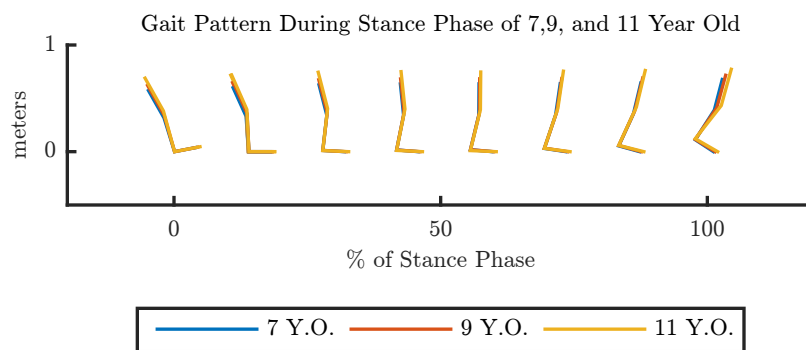 Gait Pattern During Stance Phase of 7,9, and 11 Year Old
1
0
meters
0 50 100
% of Stance Phase
7 Y.O. 9 Y.O. 11 Y.O.